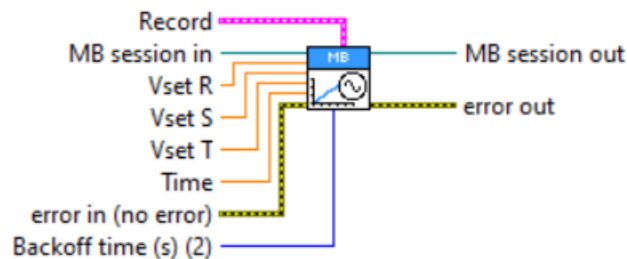 Record
MB session in
MB
MB session out
Vset R
Vset S
error out
Vset T
Time
error in (no error)
Backoff time (s) (2)